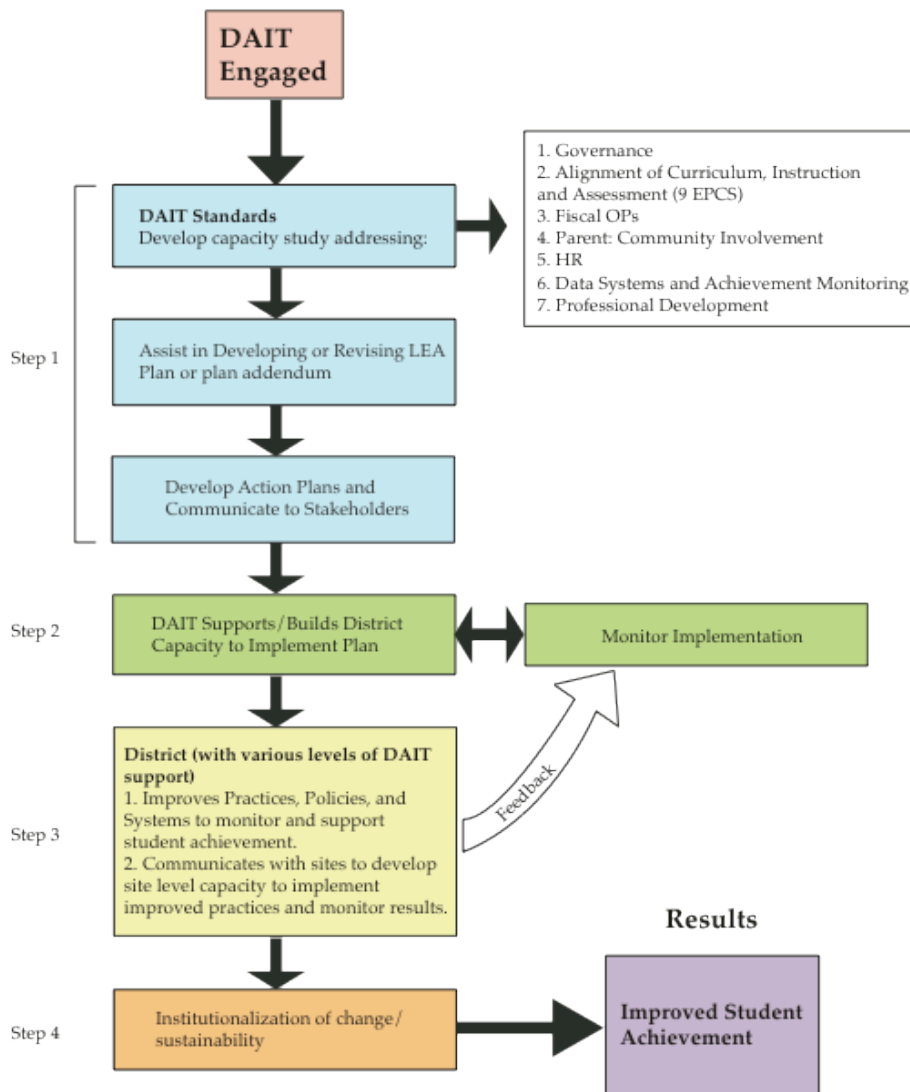 DAIT
Engaged
DAIT Standards
Develop capacity study addressing:
1. Governance
2. Alignment of Curriculum, Instruction
and Assessment (9 EPCS)
3. Fiscal OPs
4. Parent: Community Involvement
5. HR
6. Data Systems and Achievement Monitoring
7. Professional Development
Step 1
Assist in Developing or Revising LEA
Plan or plan addendum
Develop Action Plans and
Communicate to Stakeholders
Step 2
DAIT Supports/Builds District
Capacity to Implement Plan
Monitor Implementation
Step 3
District (with various levels of DAIT
support)
1. Improves Practices, Policies, and
Systems to monitor and support
student achievement.
2. Communicates with sites to develop
site level capacity to implement
improved practices and monitor results.
Feedback
Results
Step 4
Institutionalization of change/
sustainability
Improved Student
Achievement